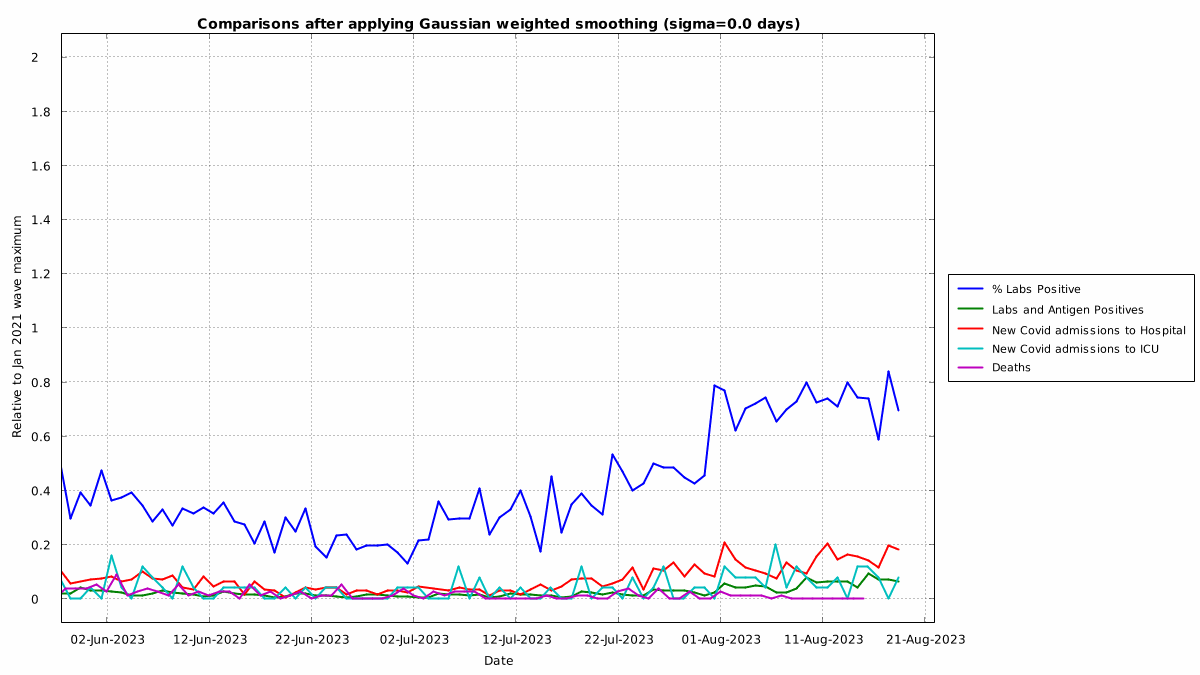 Comparisons after applying Gaussian weighted smoothing (sigma=0.0 days)
Relative to Jan 2021 wave maximum
2
1.8
1.6
1.4
1.2
1
0.8
0.6
0.4
0.2
0
02-Jun-2023 12-Jun-2023 22-Jun-2023 02-Jul-2023 12-Jul-2023 22-Jul-2023 01-Aug-2023 11-Aug-2023 21-Aug-2023
Date
% Labs Positive
Labs and Antigen Positives
New Covid admissions to Hospital
New Covid admissions to ICU
Deaths